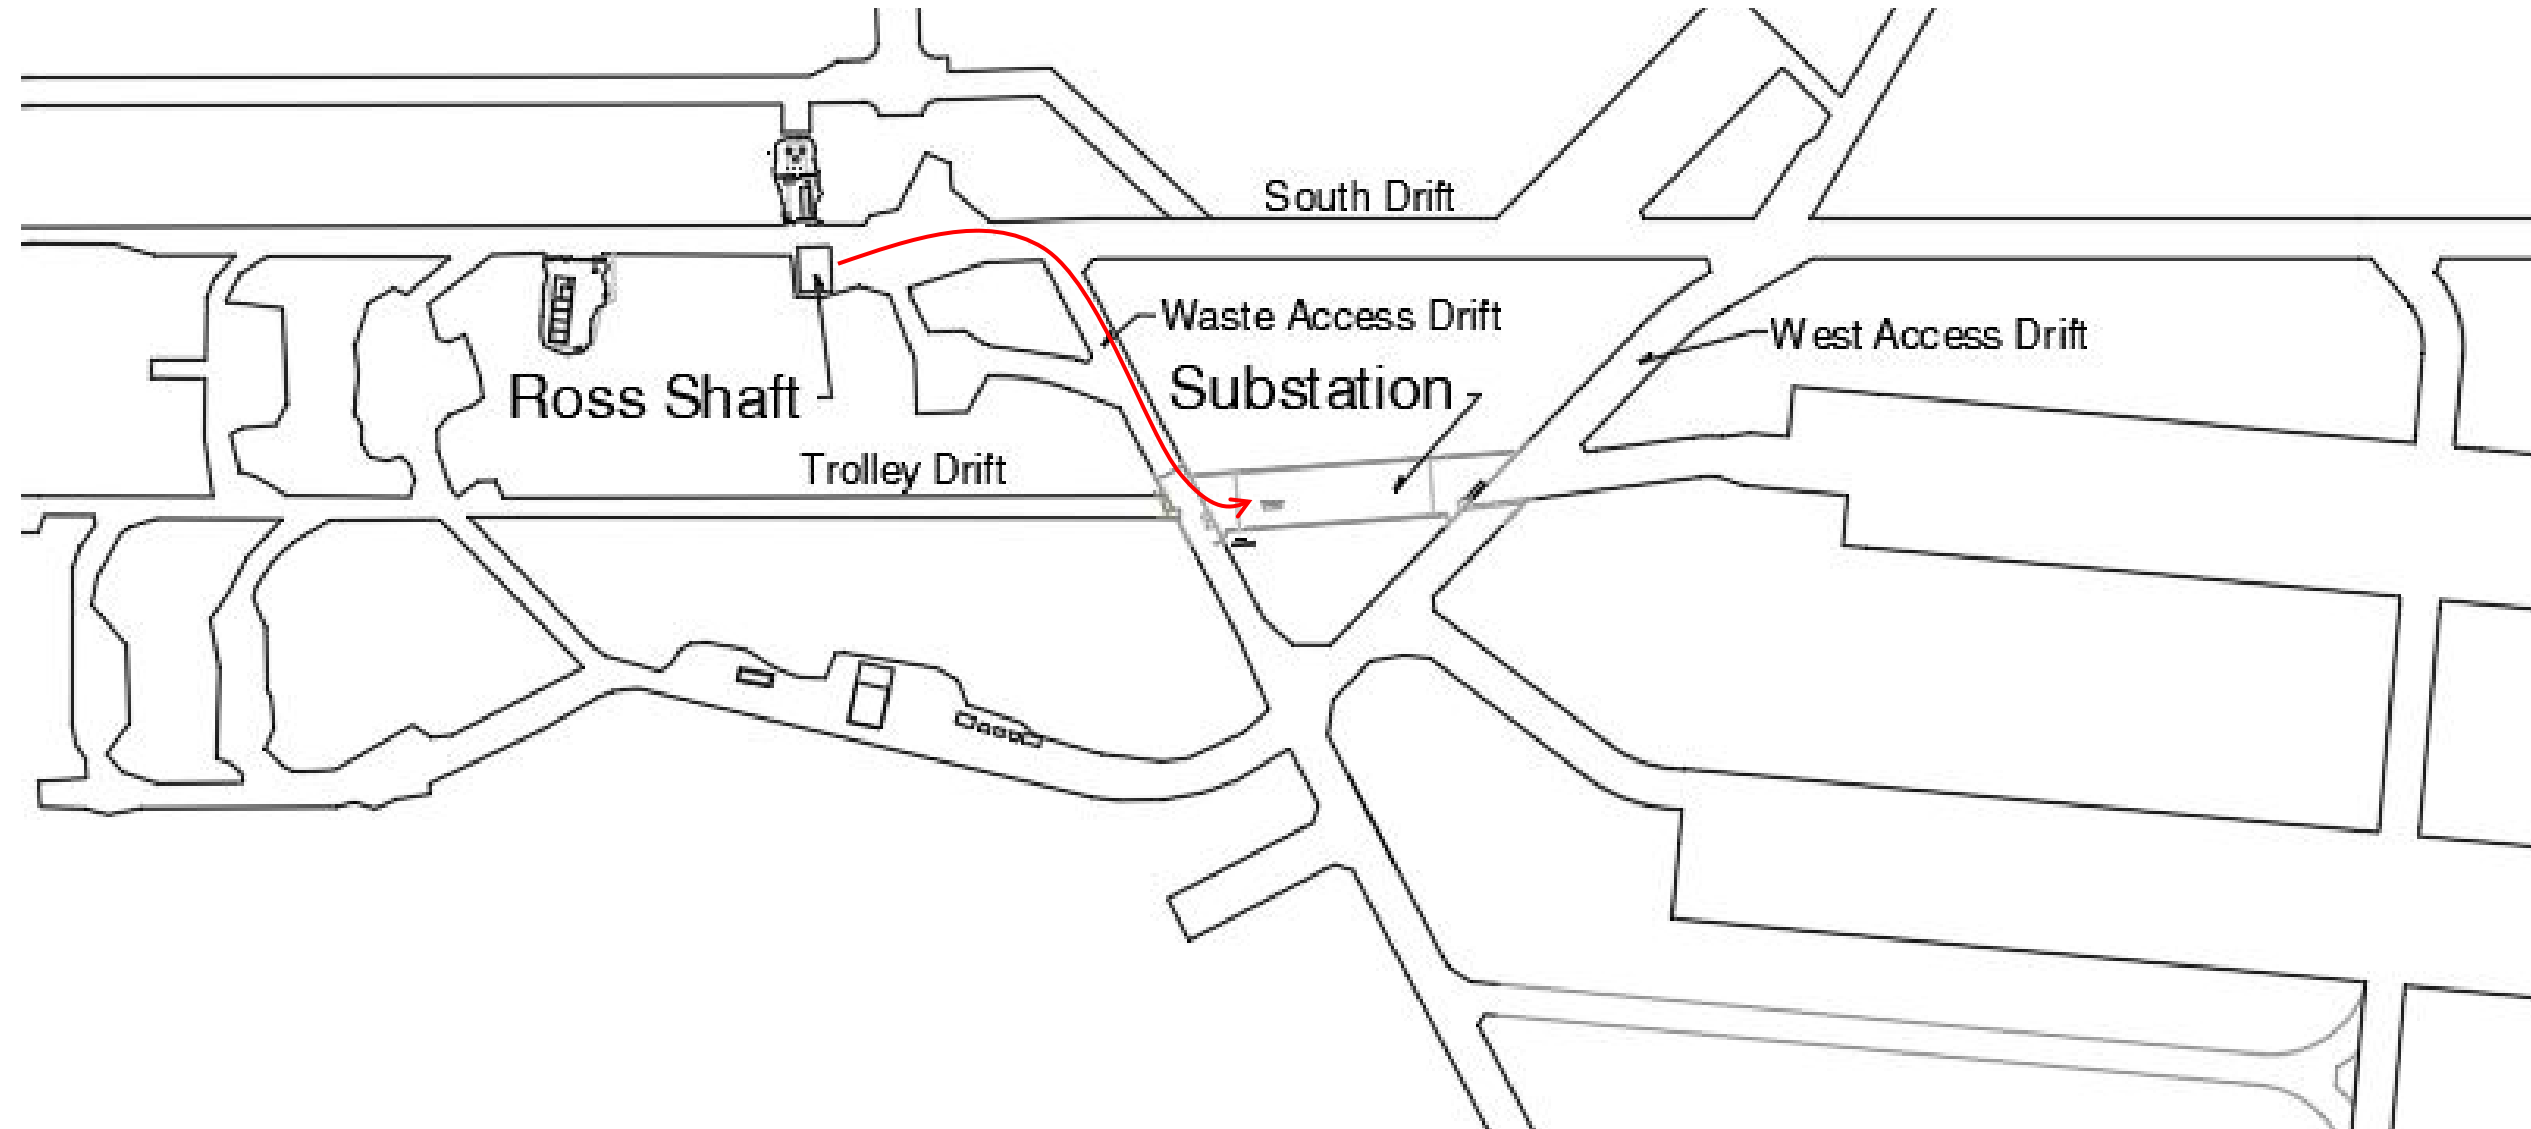 South Drift
Waste Access Drift
West Access Drift
Ross Shaft
Substation
Trolley Drift